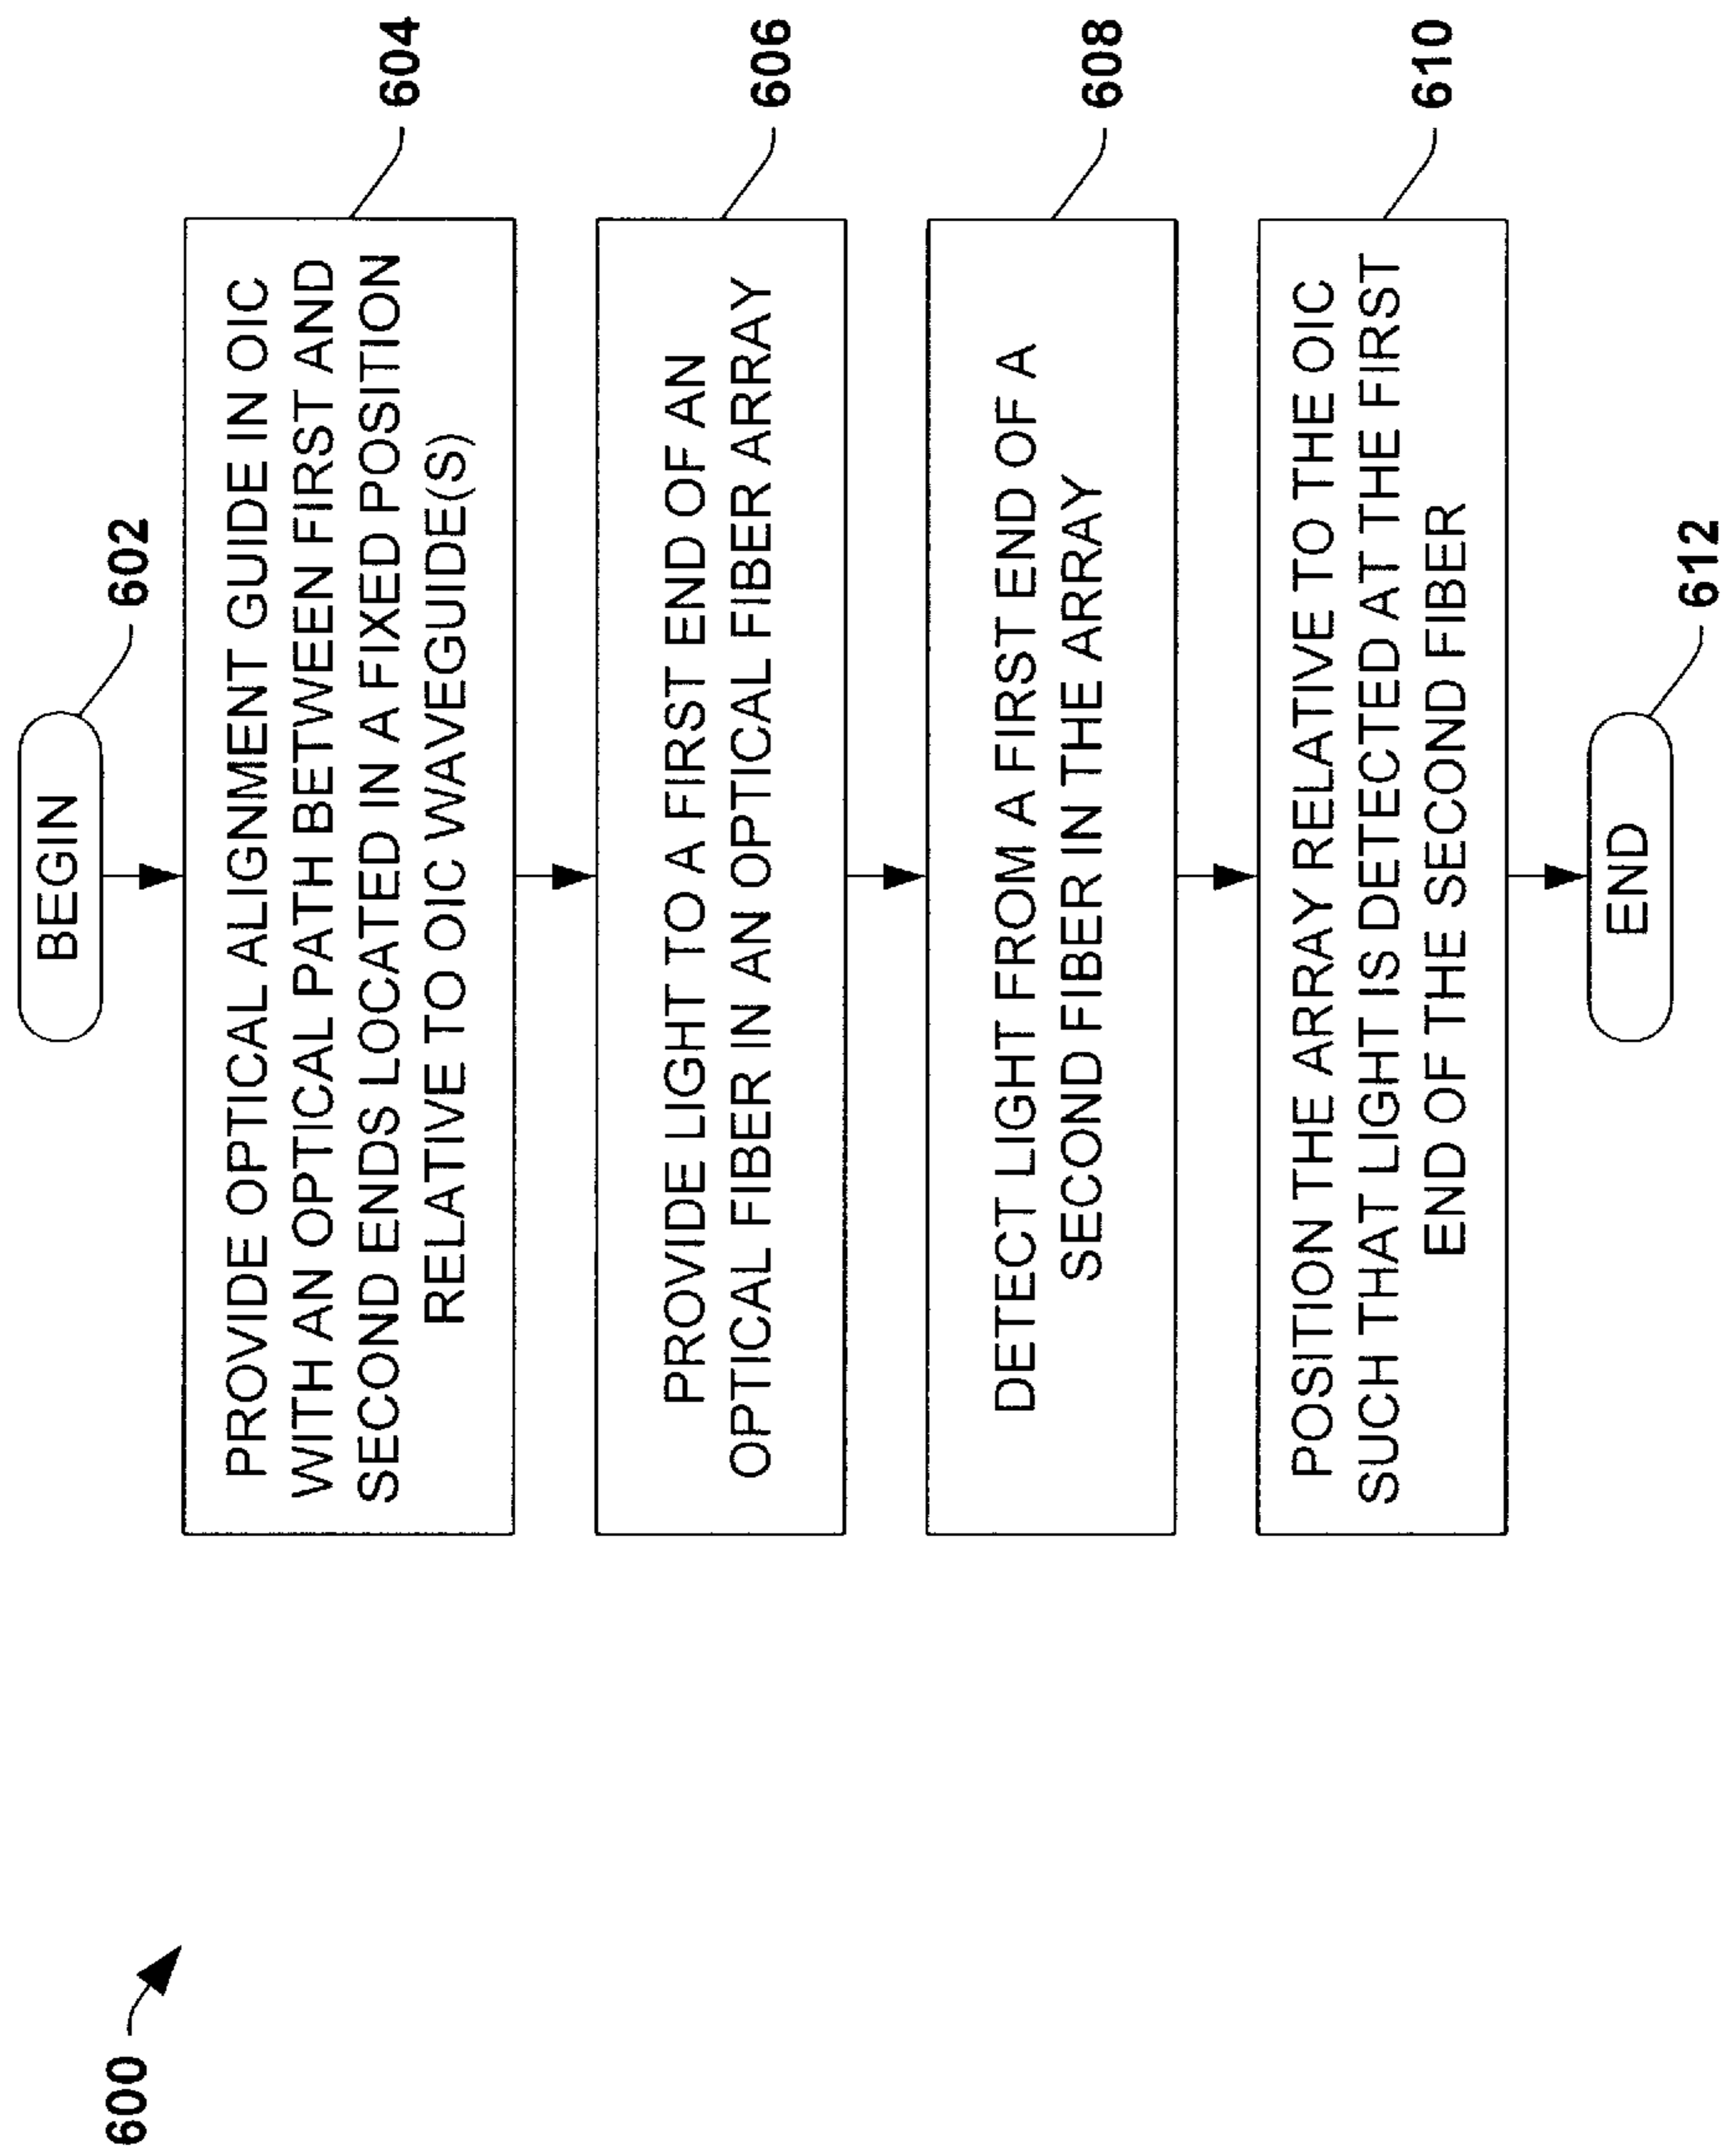 600
BEGIN
602
PROVIDE OPTICAL ALIGNMENT GUIDE IN OIC
WITH AN OPTICAL PATH BETWEEN FIRST AND
SECOND ENDS LOCATED IN A FIXED POSITION
RELATIVE TO OIC WAVEGUIDE(S)
604
PROVIDE LIGHT TO A FIRST END OF AN
OPTICAL FIBER IN AN OPTICAL FIBER ARRAY
606
DETECT LIGHT FROM A FIRST END OF A
SECOND FIBER IN THE ARRAY
608
POSITION THE ARRAY RELATIVE TO THE OIC
SUCH THAT LIGHT IS DETECTED AT THE FIRST
END OF THE SECOND FIBER
610
END
612